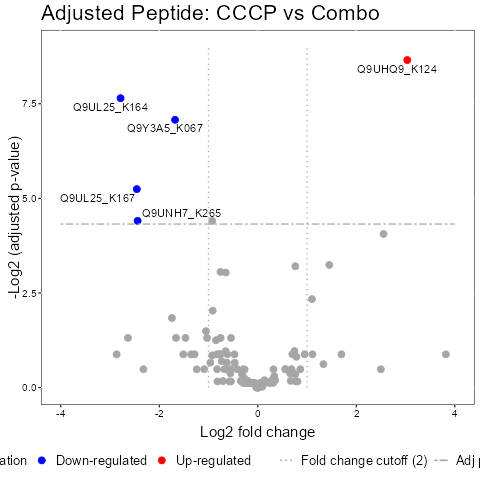 Adjusted Peptide: CCCP vs Combo
Q9UHQ9_K124
Q9UL25_K164
Q9Y3A5_K067
Q9UL25_K167
Q9UNH7_K265
-Log2 (adjusted p-value)
7.5
5.0
2.5
0.0
-4
-2
0
2
4
Log2 fold change
ation
Down-regulated
Up-regulated
Fold change cutoff (2)
Adj p